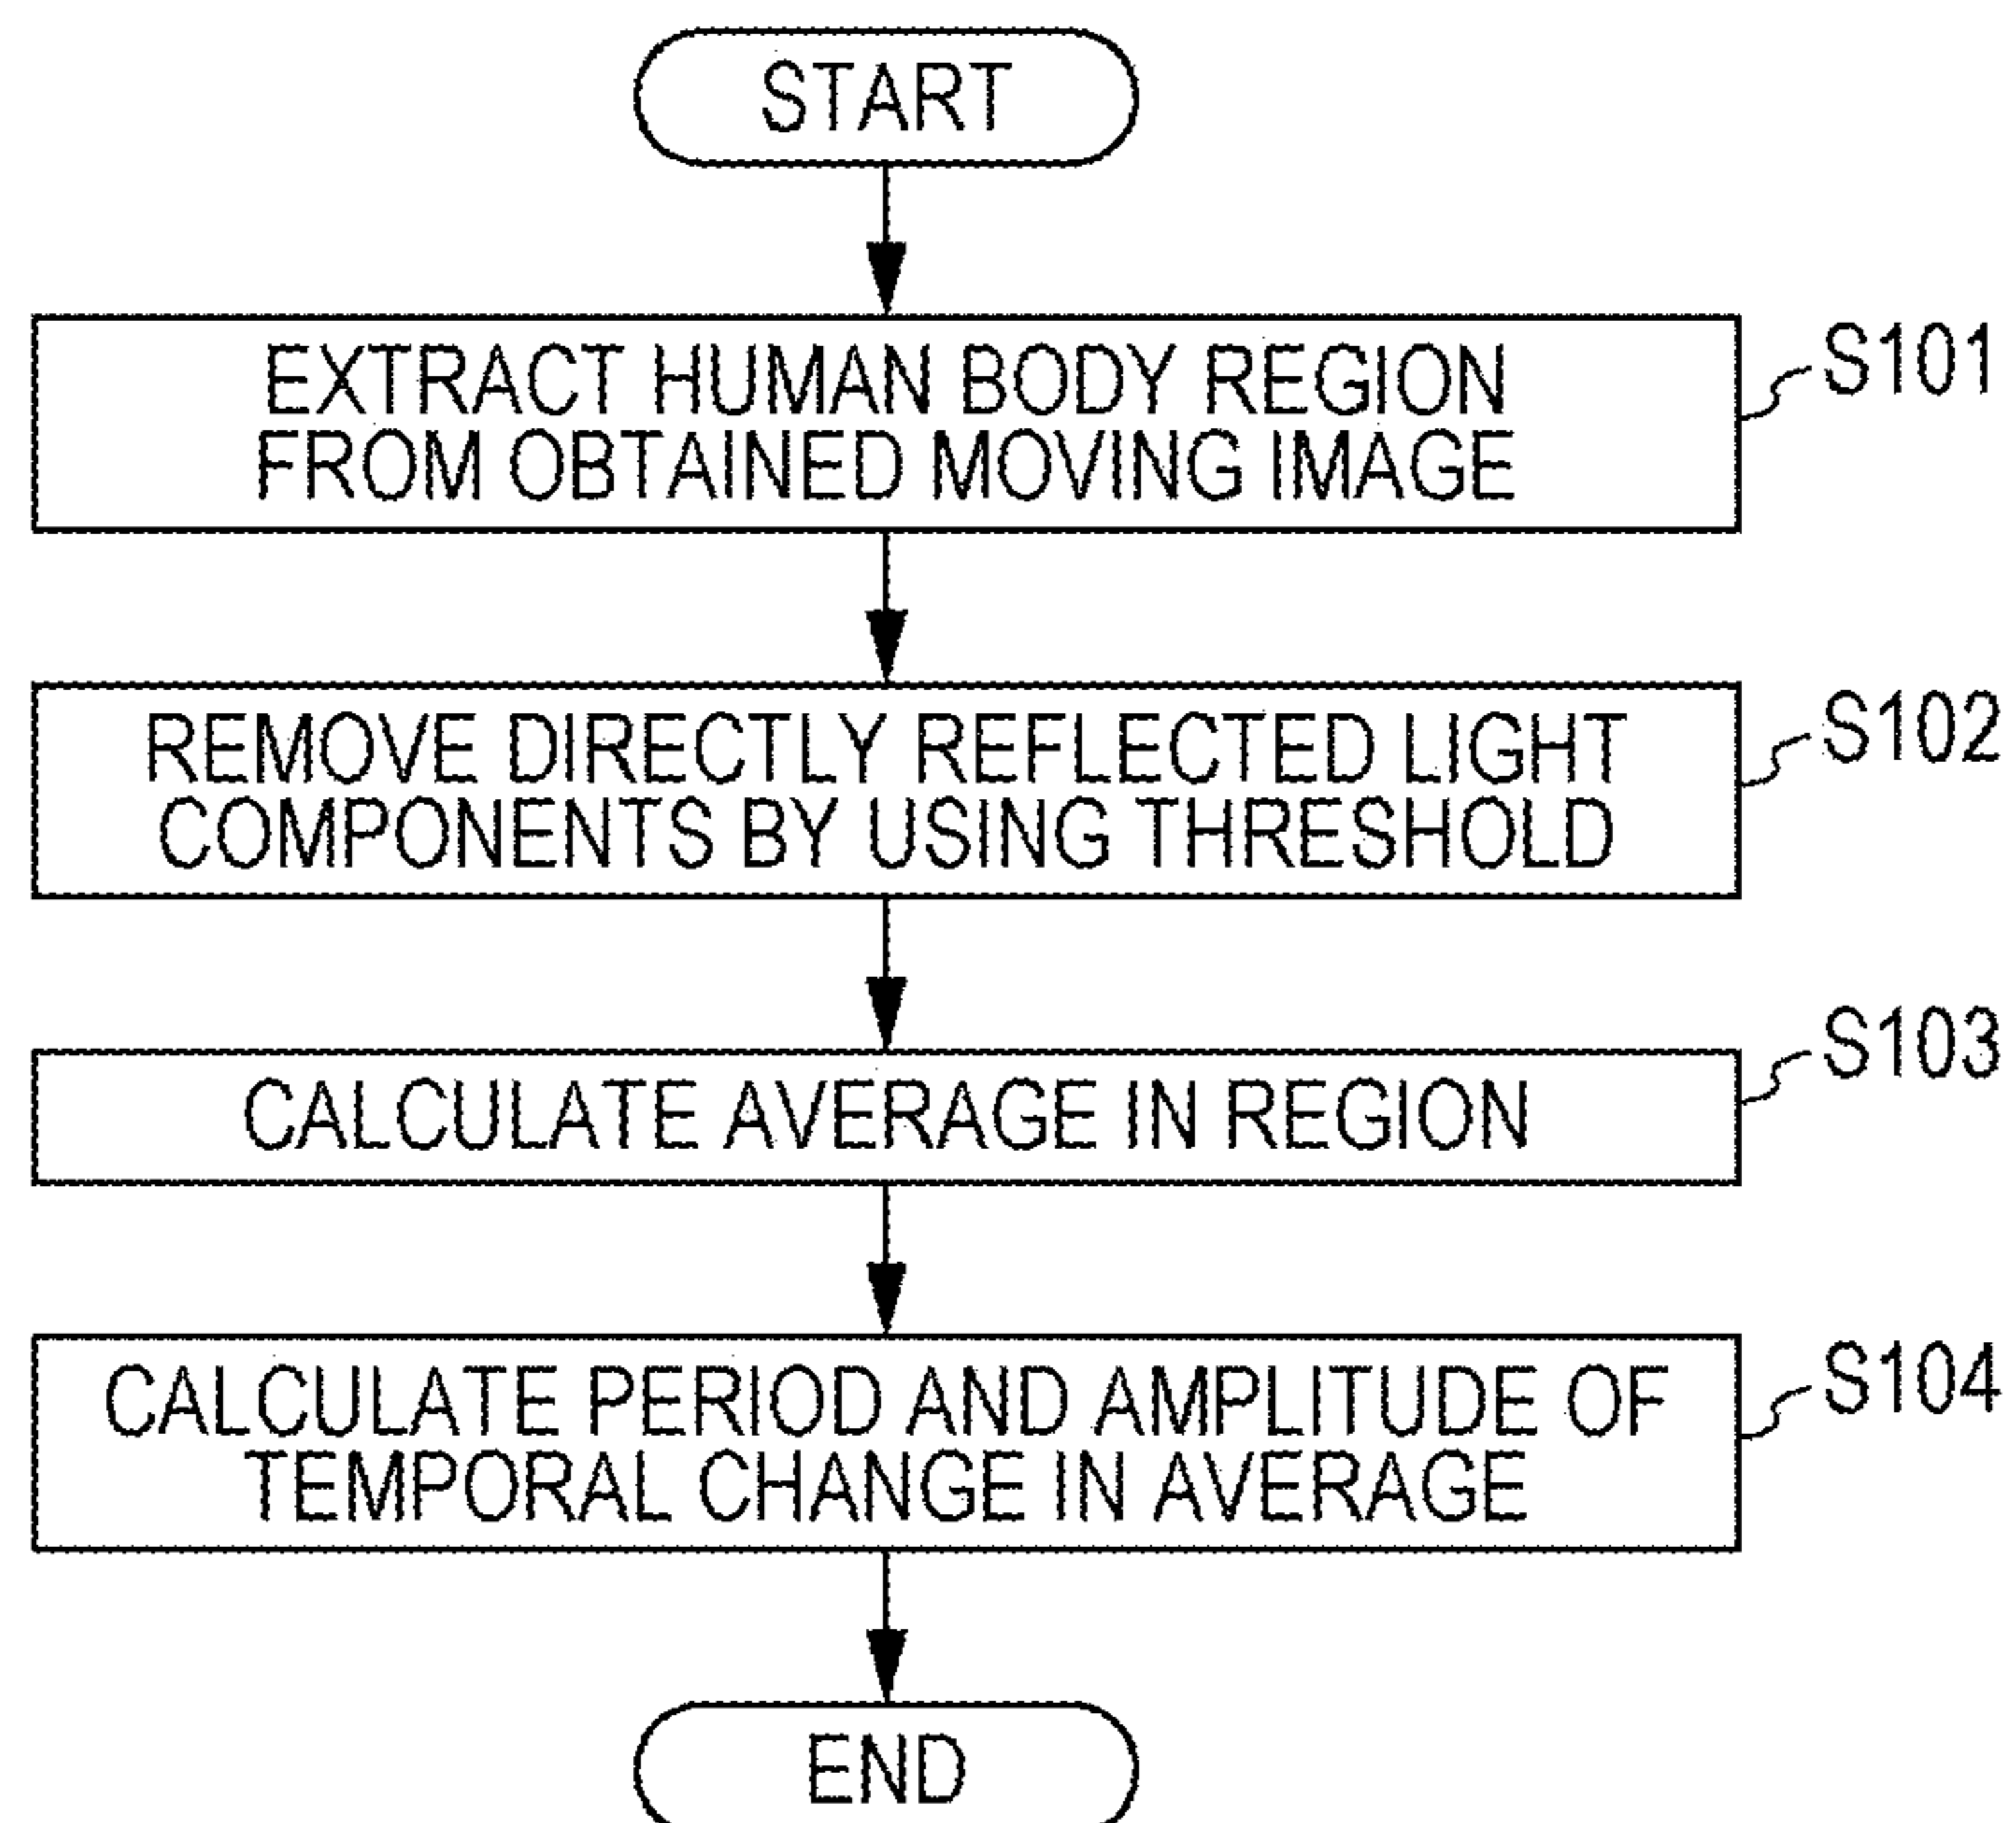 START
EXTRACT HUMAN BODY REGION
FROM OBTAINED MOVING IMAGE
S101
REMOVE DIRECTLY REFLECTED LIGHT
COMPONENTS BY USING THRESHOLD
S102
CALCULATE AVERAGE IN REGION
S103
CALCULATE PERIOD AND AMPLITUDE OF
TEMPORAL CHANGE IN AVERAGE
S104
END